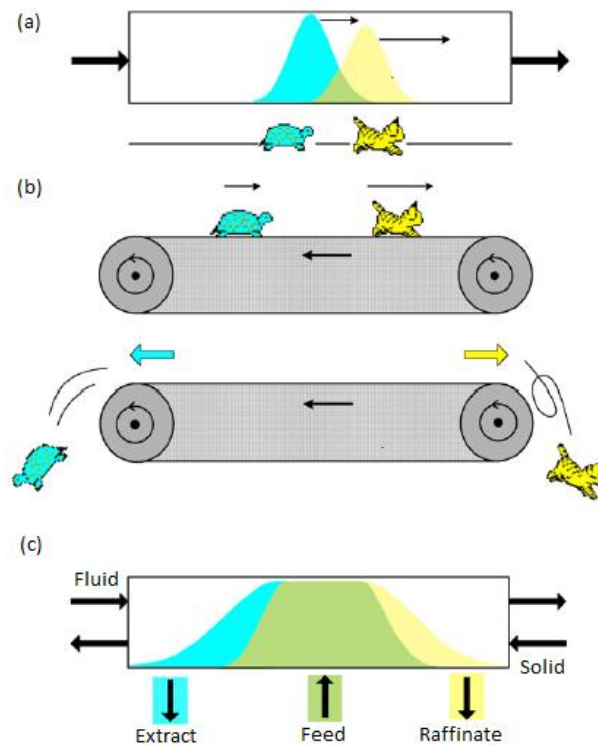 (a)
(b)
(c)
Fluid
Solid
Extract
Feed
Raffinate